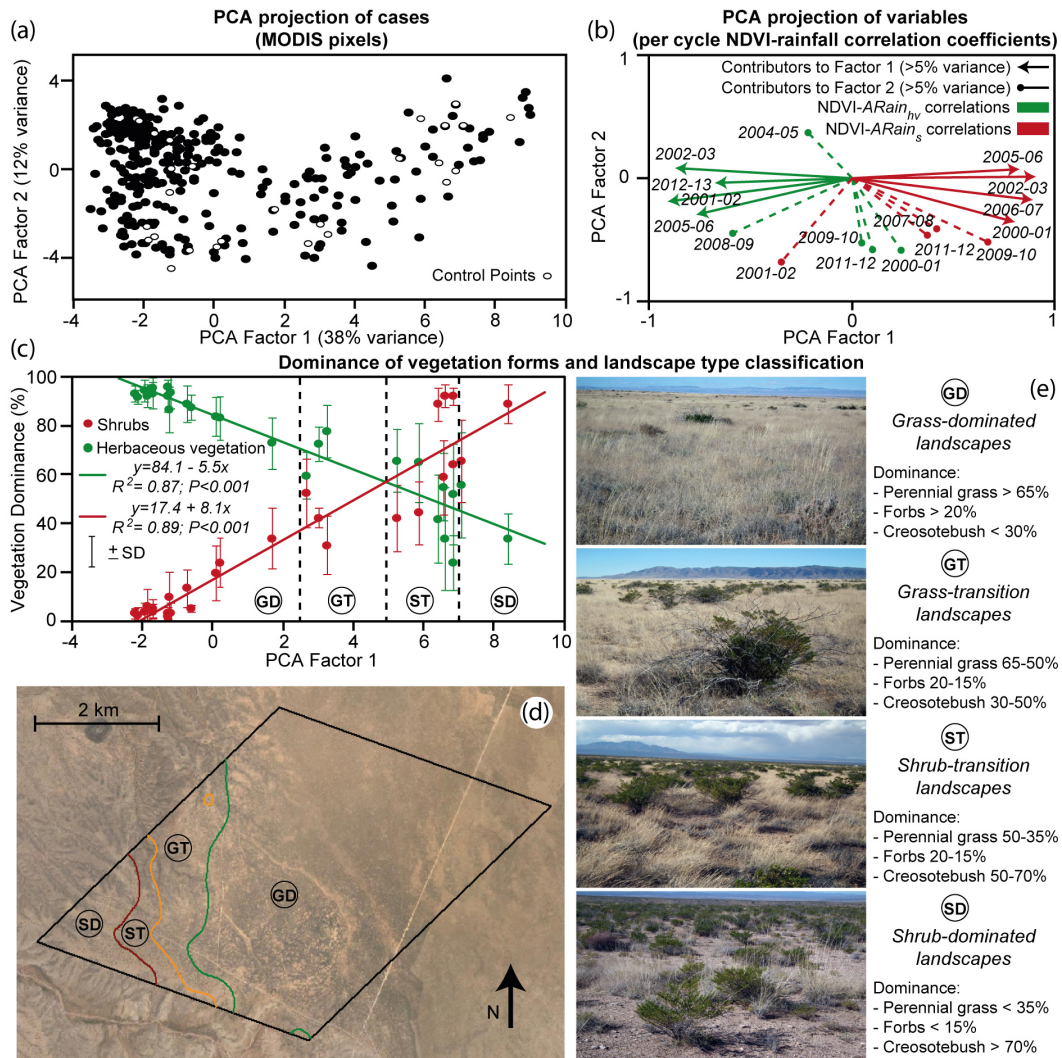 (a)
PCA projection of cases
(MODIS pixels)
PCA Factor 2 (12% variance)
4
0
-4
Control Points
-4
-2
0
2
4
6
8
10
PCA Factor 1 (38% variance)
(b)
PCA projection of variables
(per cycle NDVI-rainfall correlation coefficients)
PCA Factor 2
1
0
-1
Contributors to Factor 1 (>5% variance)
Contributors to Factor 2 (>5% variance)
NDVI-ARain_hv correlations
NDVI-ARain_s correlations
2004-05
2002-03
2012-13
2001-02
2005-06
2008-09
2001-02
2009-10
2011-12
2000-01
2007-08
2011-12
2009-10
2005-06
2002-03
2006-07
2000-01
-1
0
1
PCA Factor 1
(c)
Dominance of vegetation forms and landscape type classification
Vegetation Dominance (%)
100
80
60
40
20
0
Shrubs
Herbaceous vegetation
y=84.1 - 5.5x
R²= 0.87; P<0.001
y=17.4 + 8.1x
R²= 0.89; P<0.001
± SD
GD
GT
ST
SD
-4
-2
0
2
4
6
8
10
PCA Factor 1
(d)
2 km
GT
GD
SD
ST
N
(e)
GD
Grass-dominated
landscapes
Dominance:
- Perennial grass > 65%
- Forbs > 20%
- Creosotebush < 30%
GT
Grass-transition
landscapes
Dominance:
- Perennial grass 65-50%
- Forbs 20-15%
- Creosotebush 30-50%
ST
Shrub-transition
landscapes
Dominance:
- Perennial grass 50-35%
- Forbs 20-15%
- Creosotebush 50-70%
SD
Shrub-dominated
landscapes
Dominance:
- Perennial grass < 35%
- Forbs < 15%
- Creosotebush > 70%